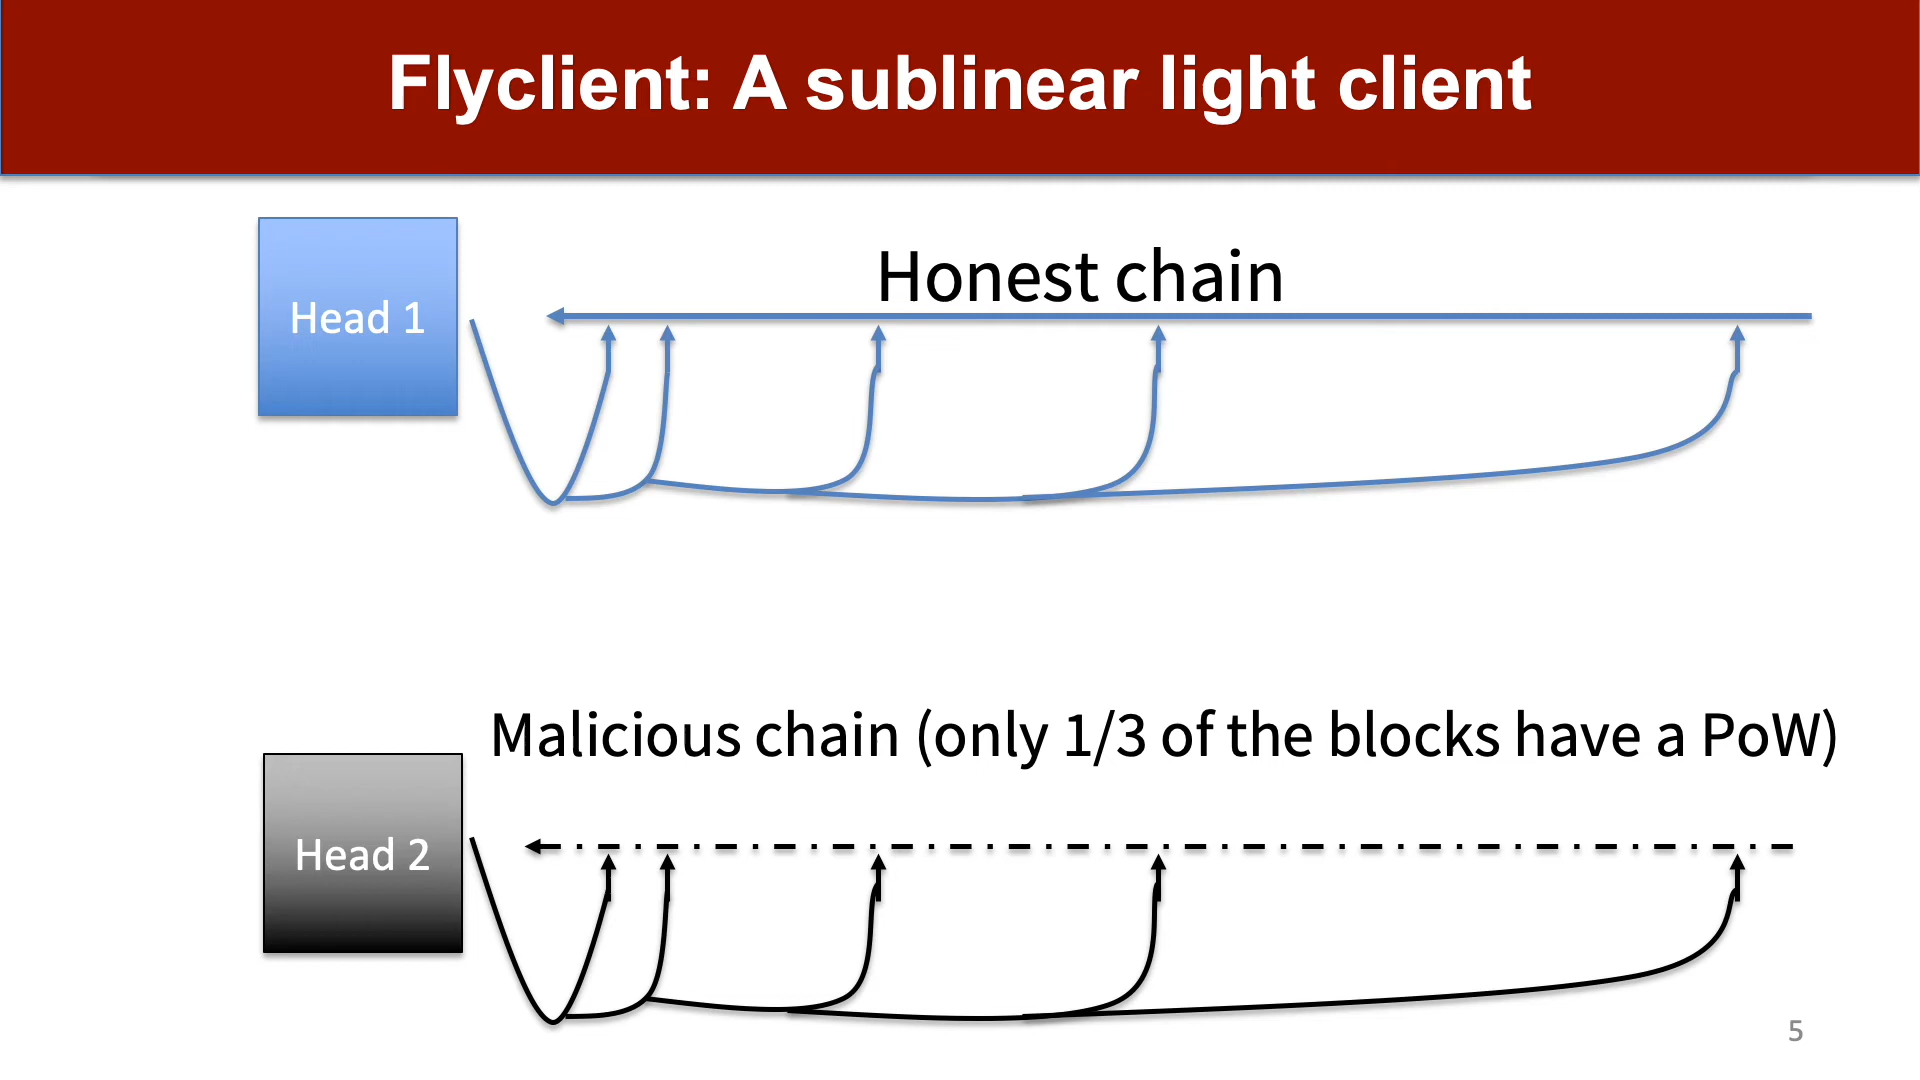 Flyclient: A sublinear light client
Honest chain
Head 1
Malicious chain (only 1/3 of the blocks have a PoW)
Head 2
5